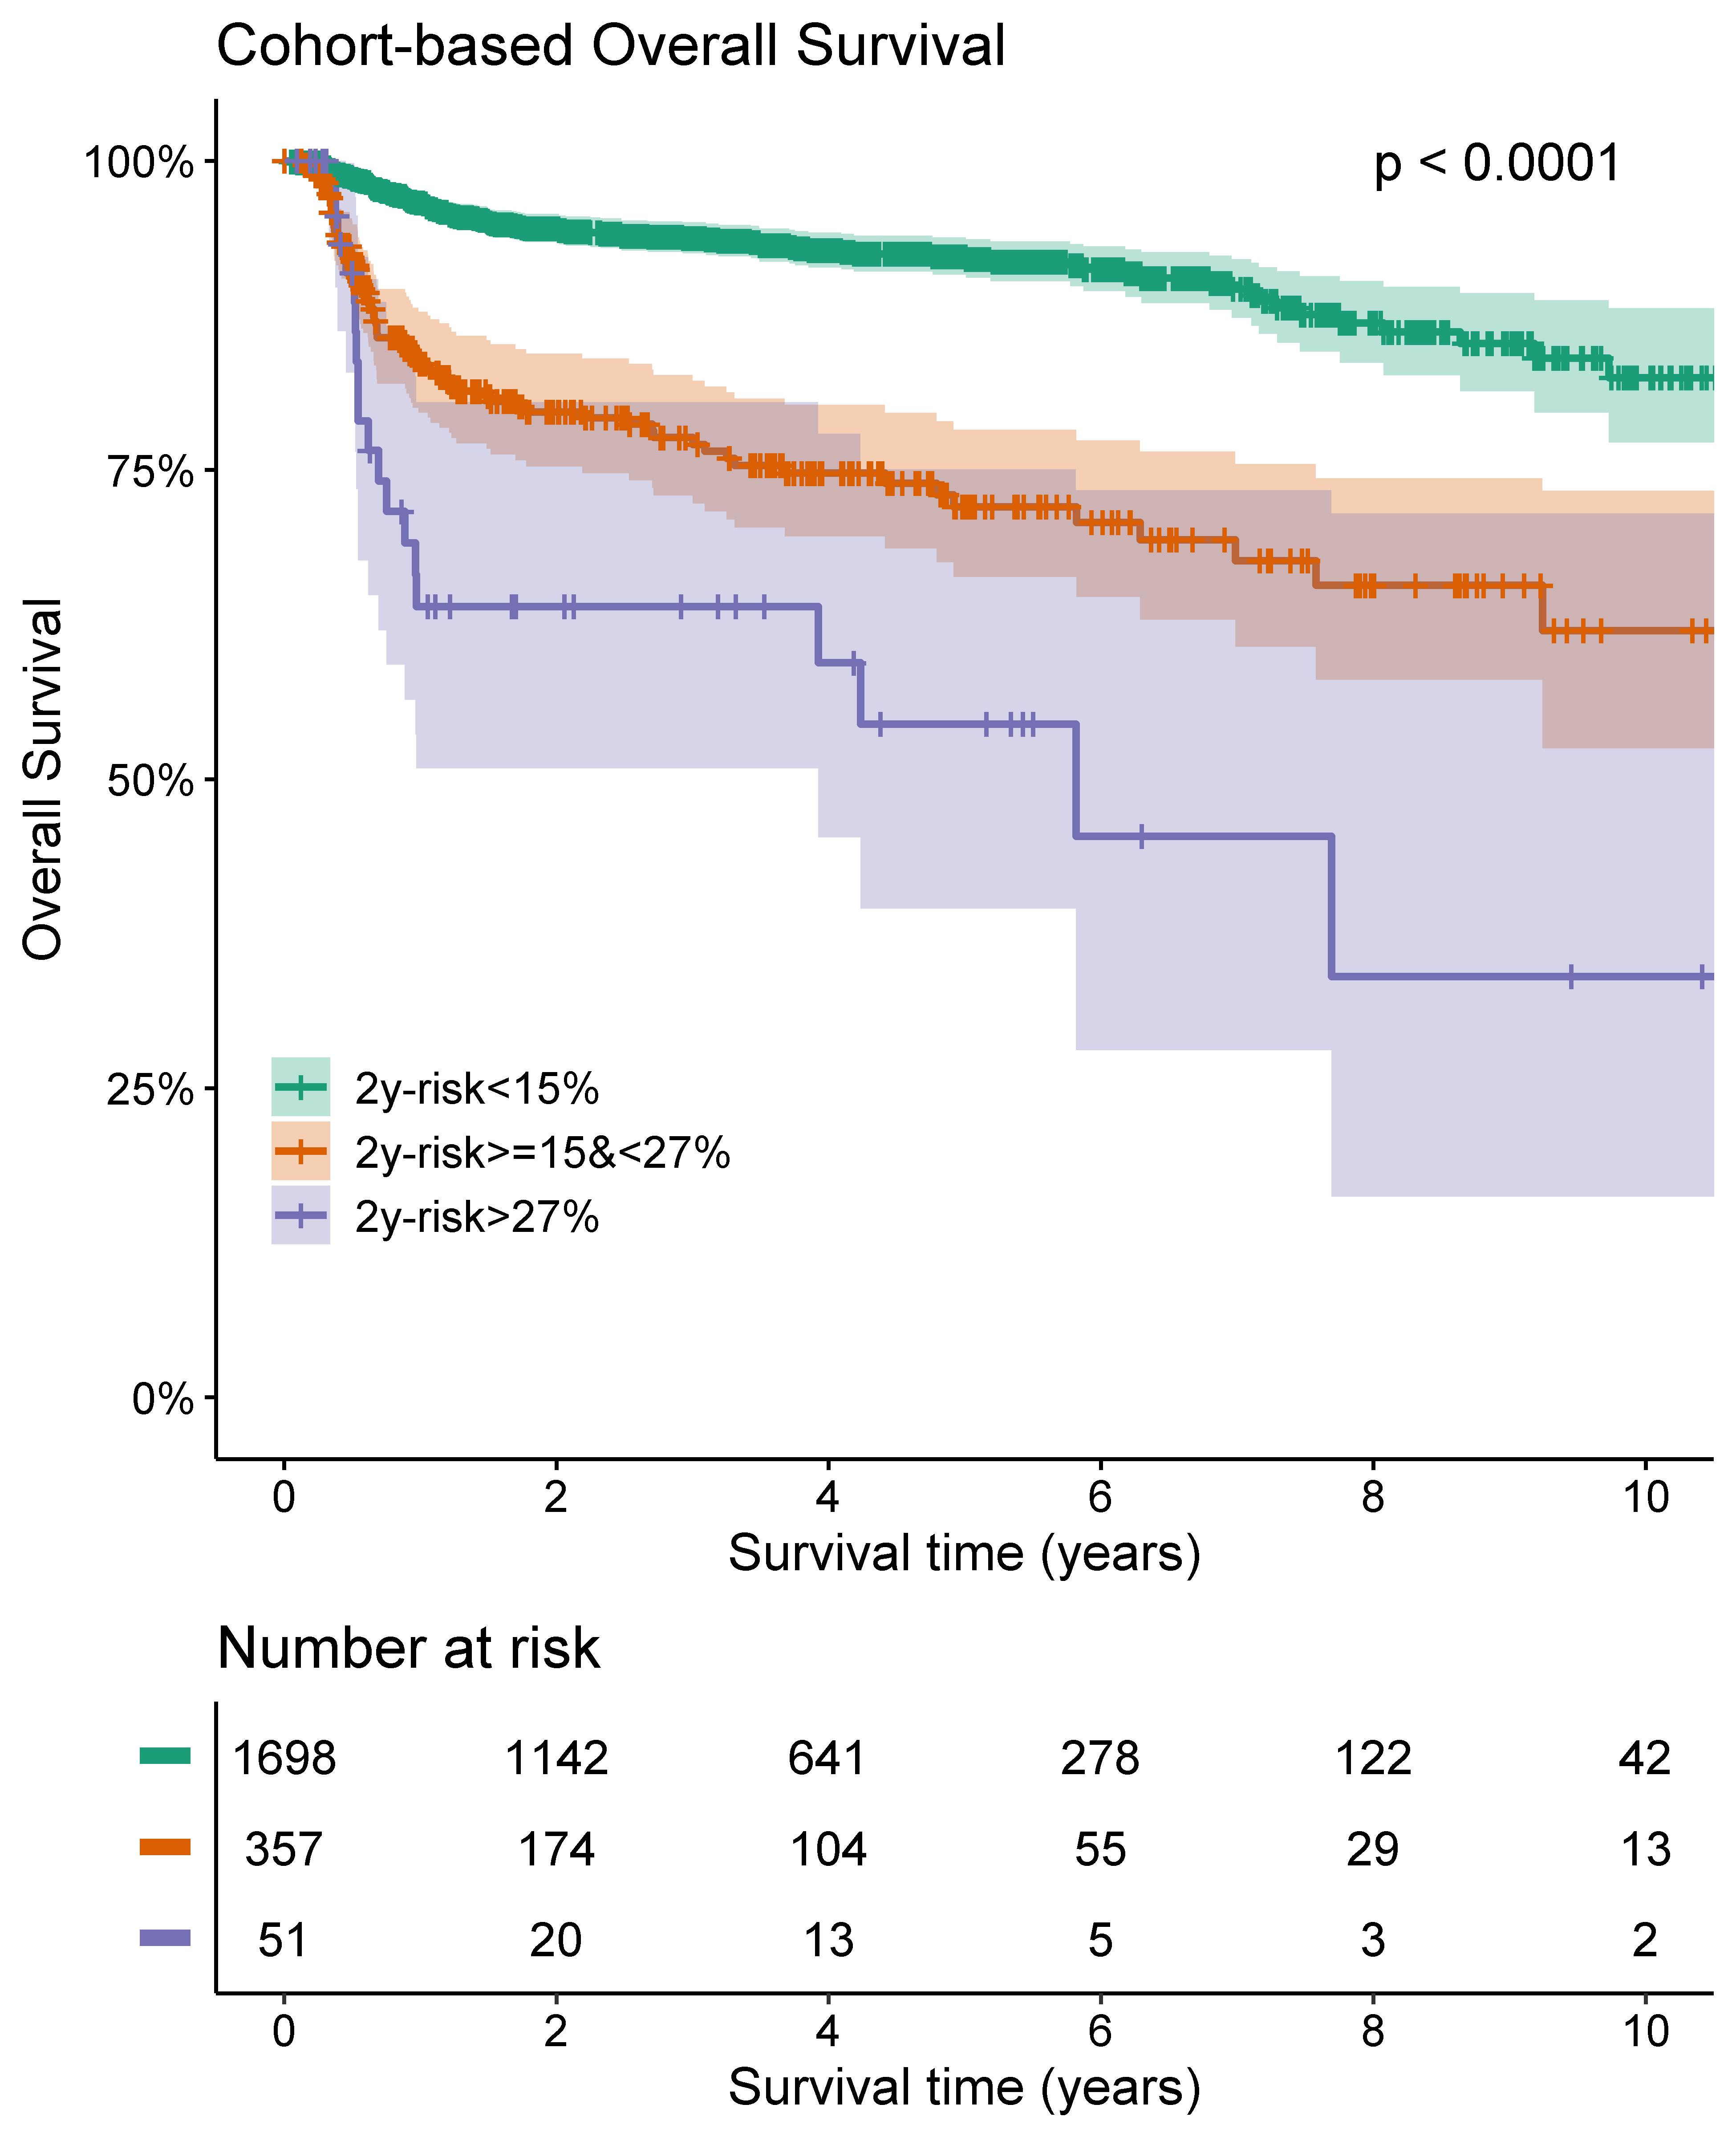 Cohort-based Overall Survival
p < 0.0001
100%
75%
50%
25%
0%
Overall Survival
2y-risk<15%
2y-risk>=15&<27%
2y-risk>27%
0 2 4 6 8 10
Survival time (years)
Number at risk
1698 1142 641 278 122 42
357 174 104 55 29 13
51 20 13 5 3 2
0 2 4 6 8 10
Survival time (years)